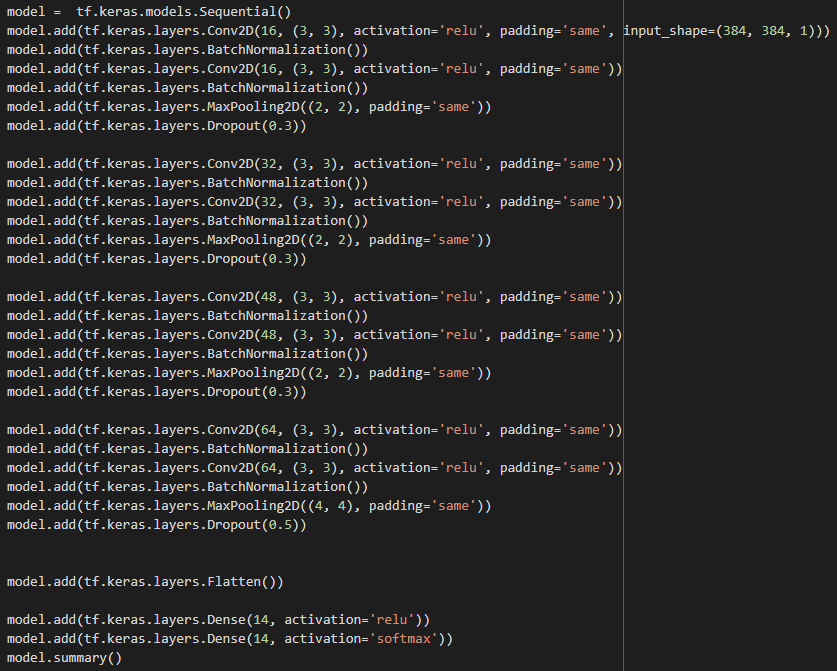 model =  tf.keras.models.Sequential()
model.add(tf.keras.layers.Conv2D(16, (3, 3), activation='relu', padding='same', input_shape=(384, 384, 1)))
model.add(tf.keras.layers.BatchNormalization())
model.add(tf.keras.layers.Conv2D(16, (3, 3), activation='relu', padding='same'))
model.add(tf.keras.layers.BatchNormalization())
model.add(tf.keras.layers.MaxPooling2D((2, 2), padding='same'))
model.add(tf.keras.layers.Dropout(0.3))

model.add(tf.keras.layers.Conv2D(32, (3, 3), activation='relu', padding='same'))
model.add(tf.keras.layers.BatchNormalization())
model.add(tf.keras.layers.Conv2D(32, (3, 3), activation='relu', padding='same'))
model.add(tf.keras.layers.BatchNormalization())
model.add(tf.keras.layers.MaxPooling2D((2, 2), padding='same'))
model.add(tf.keras.layers.Dropout(0.3))

model.add(tf.keras.layers.Conv2D(48, (3, 3), activation='relu', padding='same'))
model.add(tf.keras.layers.BatchNormalization())
model.add(tf.keras.layers.Conv2D(48, (3, 3), activation='relu', padding='same'))
model.add(tf.keras.layers.BatchNormalization())
model.add(tf.keras.layers.MaxPooling2D((2, 2), padding='same'))
model.add(tf.keras.layers.Dropout(0.3))

model.add(tf.keras.layers.Conv2D(64, (3, 3), activation='relu', padding='same'))
model.add(tf.keras.layers.BatchNormalization())
model.add(tf.keras.layers.Conv2D(64, (3, 3), activation='relu', padding='same'))
model.add(tf.keras.layers.BatchNormalization())
model.add(tf.keras.layers.MaxPooling2D((4, 4), padding='same'))
model.add(tf.keras.layers.Dropout(0.5))


model.add(tf.keras.layers.Flatten())

model.add(tf.keras.layers.Dense(14, activation='relu'))
model.add(tf.keras.layers.Dense(14, activation='softmax'))
model.summary()